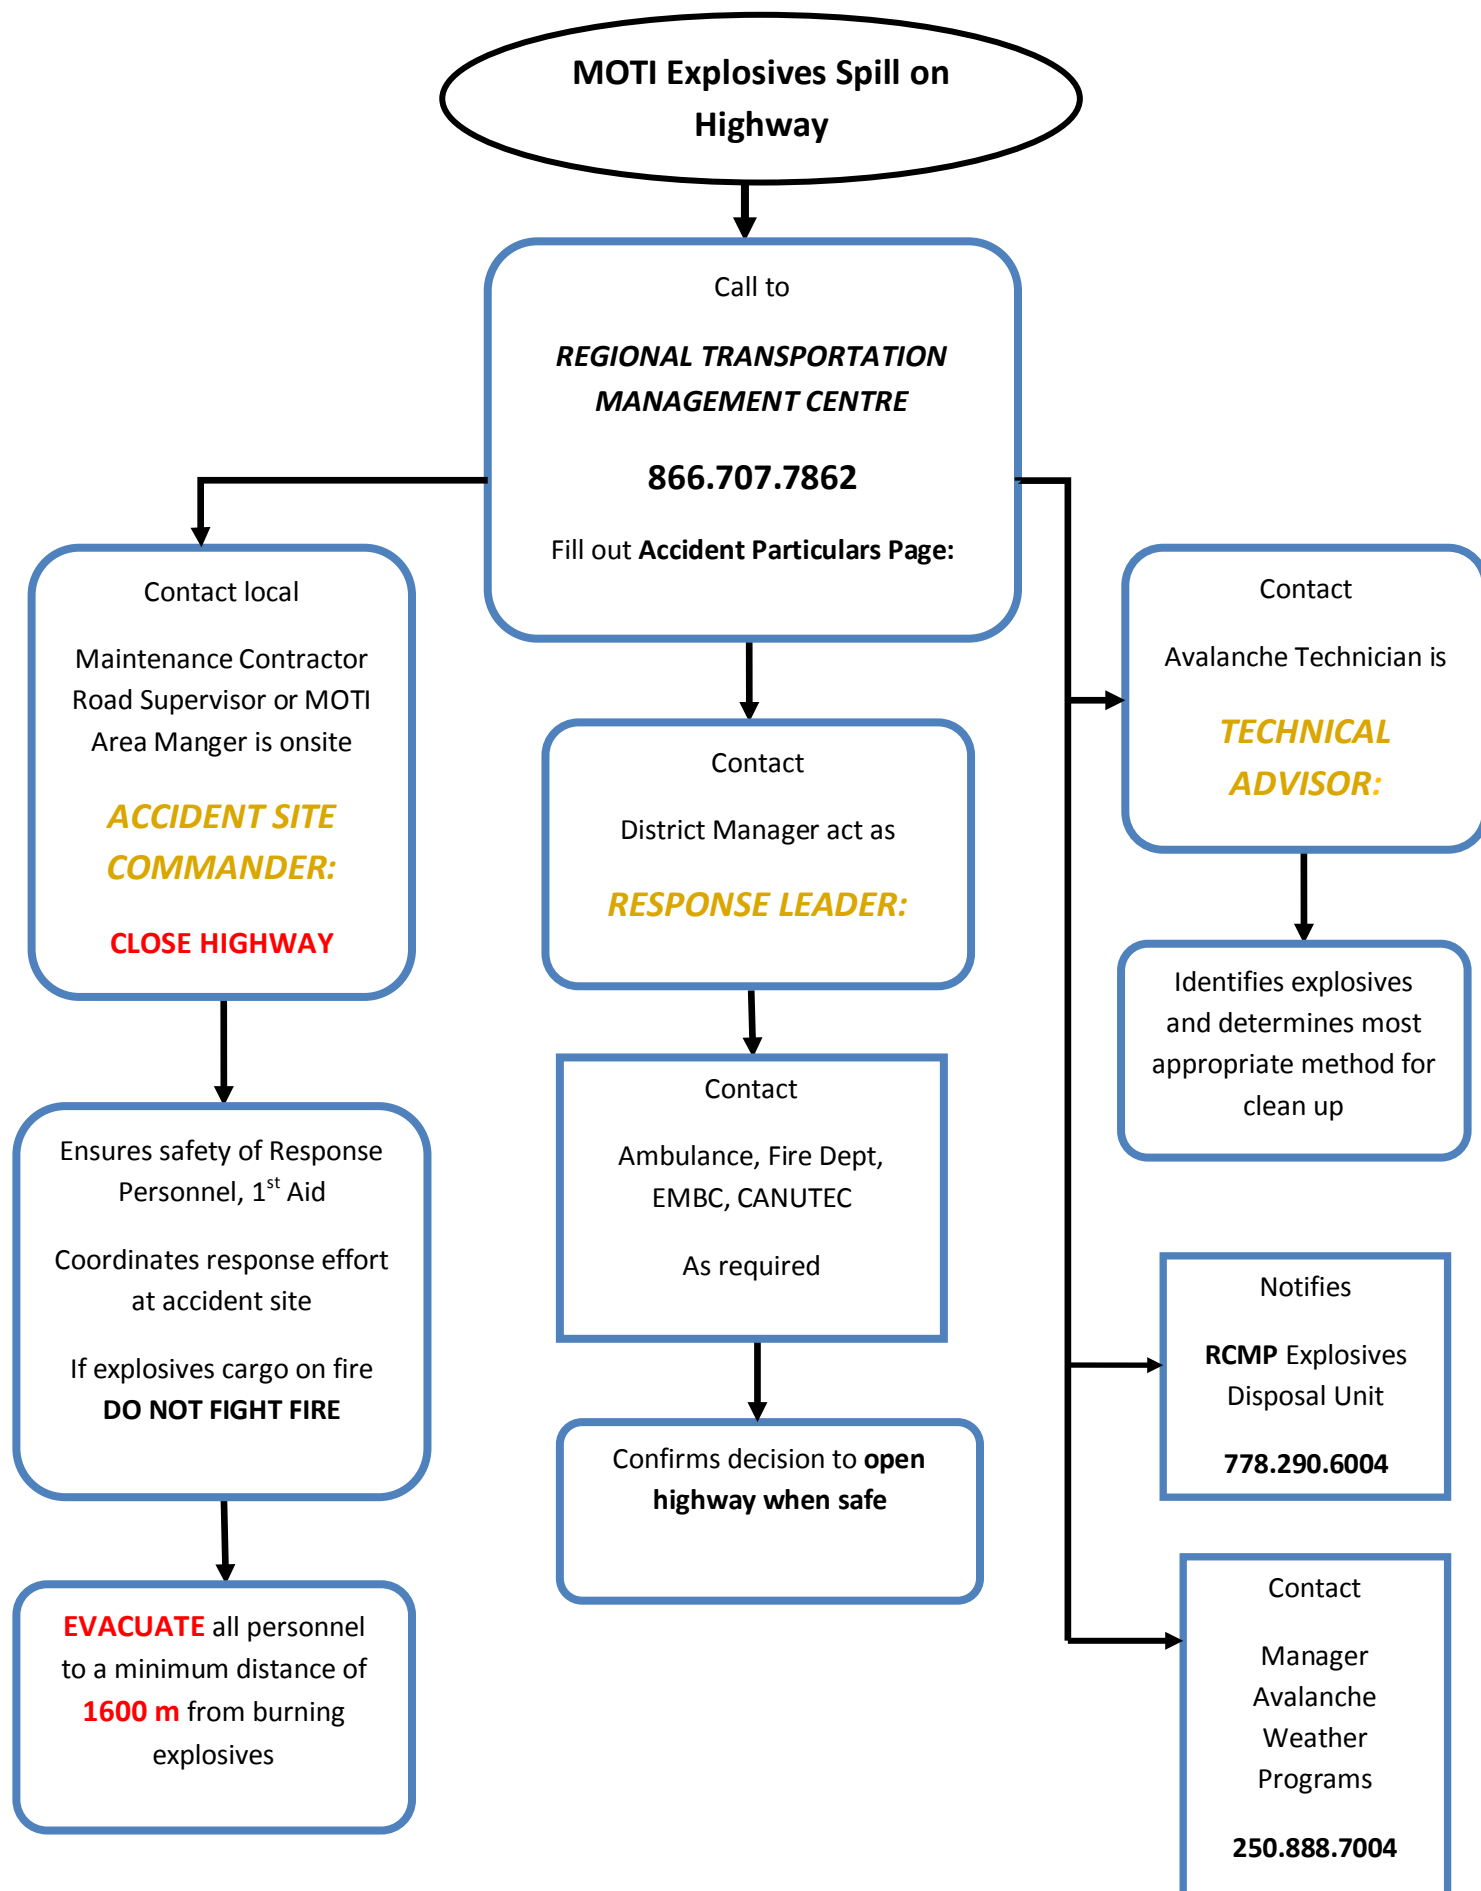 MOTI Explosives Spill on
Highway
Call to
REGIONAL TRANSPORTATION
MANAGEMENT CENTRE
866.707.7862
Fill out Accident Particulars Page:
Contact local
Maintenance Contractor
Road Supervisor or MOTI
Area Manger is onsite
ACCIDENT SITE
COMMANDER:
CLOSE HIGHWAY
Ensures safety of Response
Personnel, 1st Aid
Coordinates response effort
at accident site
If explosives cargo on fire
DO NOT FIGHT FIRE
EVACUATE all personnel
to a minimum distance of
1600 m from burning
explosives
Contact
District Manager act as
RESPONSE LEADER:
Contact
Ambulance, Fire Dept,
EMBC, CANUTEC
As required
Confirms decision to open
highway when safe
Contact
Avalanche Technician is
TECHNICAL
ADVISOR:
Identifies explosives
and determines most
appropriate method for
clean up
Notifies
RCMP Explosives
Disposal Unit
778.290.6004
Contact
Manager
Avalanche
Weather
Programs
250.888.7004